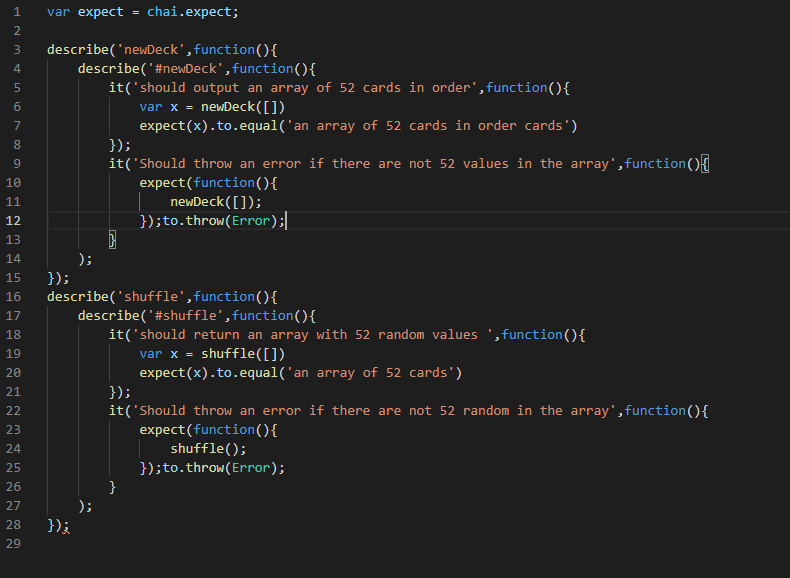 1 var expect = chai.expect;
2
3 describe('newDeck',function(){
4     describe('#newDeck',function(){
5         it('should output an array of 52 cards in order',function(){
6             var x = newDeck([])
7             expect(x).to.equal('an array of 52 cards in order cards')
8         });
9         it('Should throw an error if there are not 52 values in the array',function(){
10             expect(function(){
11                 newDeck([]);
12             });to.throw(Error);
13         }
14     );
15 });
16 describe('shuffle',function(){
17     describe('#shuffle',function(){
18         it('should return an array with 52 random values ',function(){
19             var x = shuffle([])
20             expect(x).to.equal('an array of 52 cards')
21         });
22         it('Should throw an error if there are not 52 random in the array',function(){
23             expect(function(){
24                 shuffle();
25             });to.throw(Error);
26         }
27     );
28 });
29